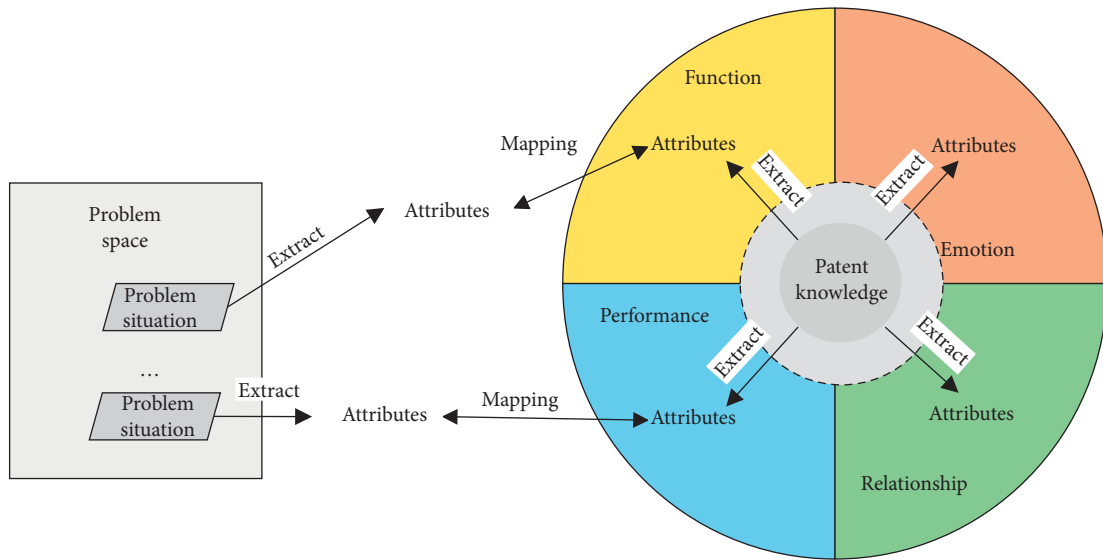 Problem
space
Problem
situation
...
Problem
situation
Extract
Extract
Attributes
Attributes
Mapping
Mapping
Function
Attributes
Extract
Extract
Attributes
Emotion
Patent
knowledge
Performance
Extract
Attributes
Extract
Attributes
Relationship